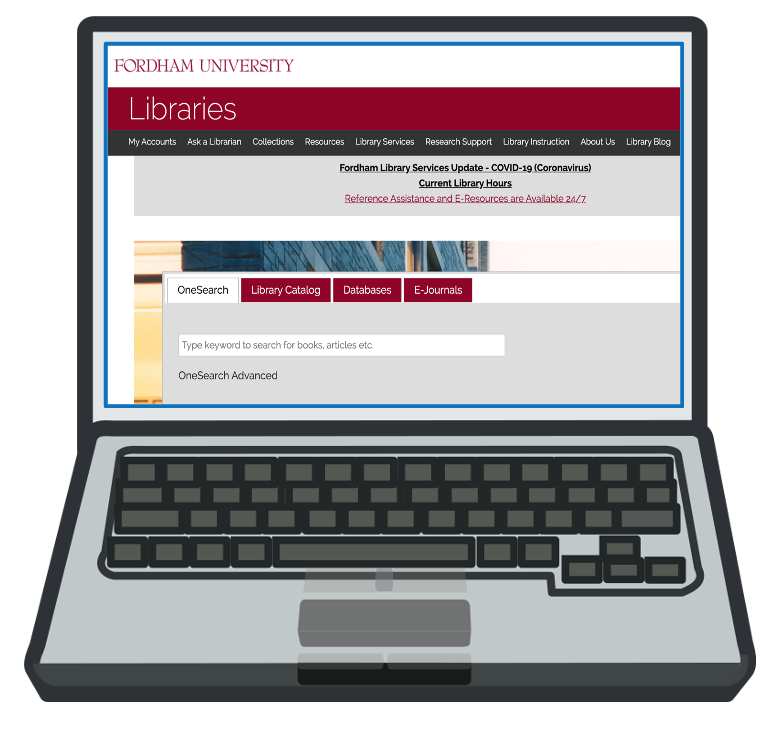 FORDHAM UNIVERSITY
Libraries
My Accounts Ask a Librarian Collections Resources Library Services Research Support Library Instruction About Us Library Blog
Fordham Library Services Update - COVID-19 (Coronavirus)
Current Library Hours
Reference Assistance and E-Resources are Available 24/7
OneSearch Library Catalog Databases E-Journals
Type keyword to search for books, articles etc.
OneSearch Advanced